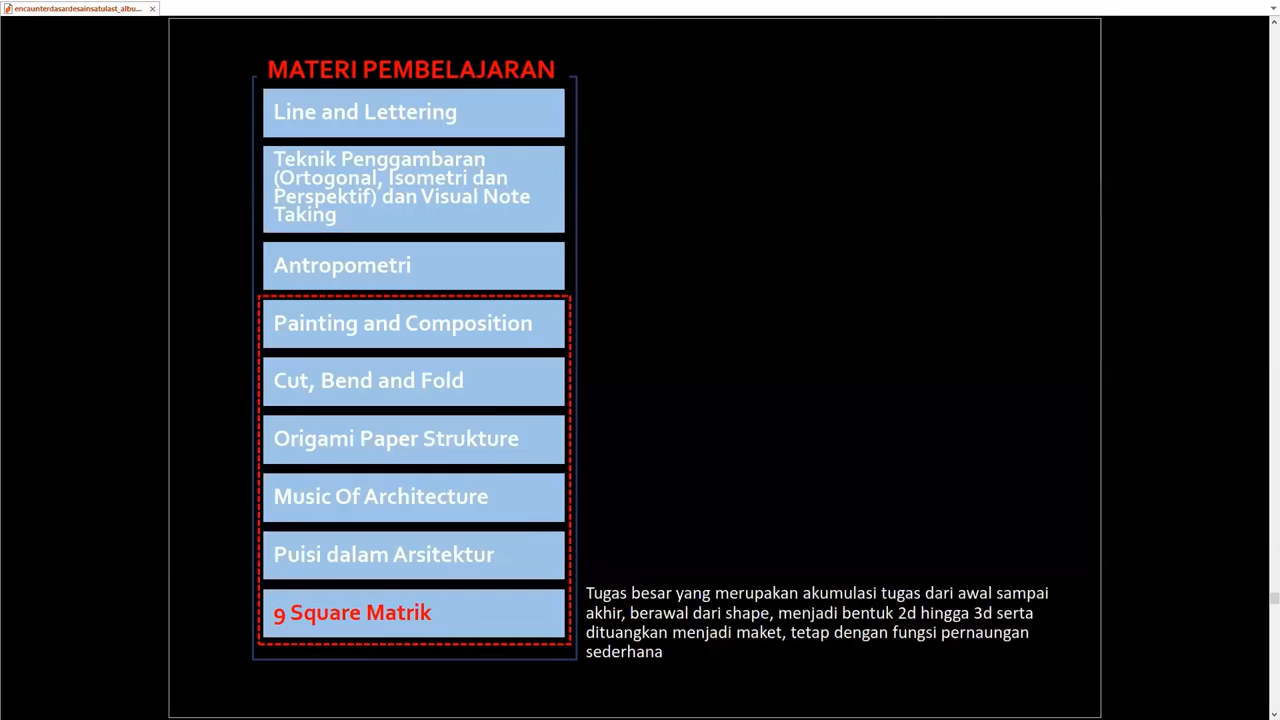 encaunterdasardesainsatulast_albu...
MATERI PEMBELAJARAN
Line and Lettering
Teknik Penggambaran
(Ortogonal, Isometri dan
Perspektif) dan Visual Note
Taking
Antropometri
Painting and Composition
Cut, Bend and Fold
Origami Paper Strukture
Music Of Architecture
Puisi dalam Arsitektur
9 Square Matrik
Tugas besar yang merupakan akumulasi tugas dari awal sampai
akhir, berawal dari shape, menjadi bentuk 2d hingga 3d serta
dituangkan menjadi maket, tetap dengan fungsi pernaungan
sederhana